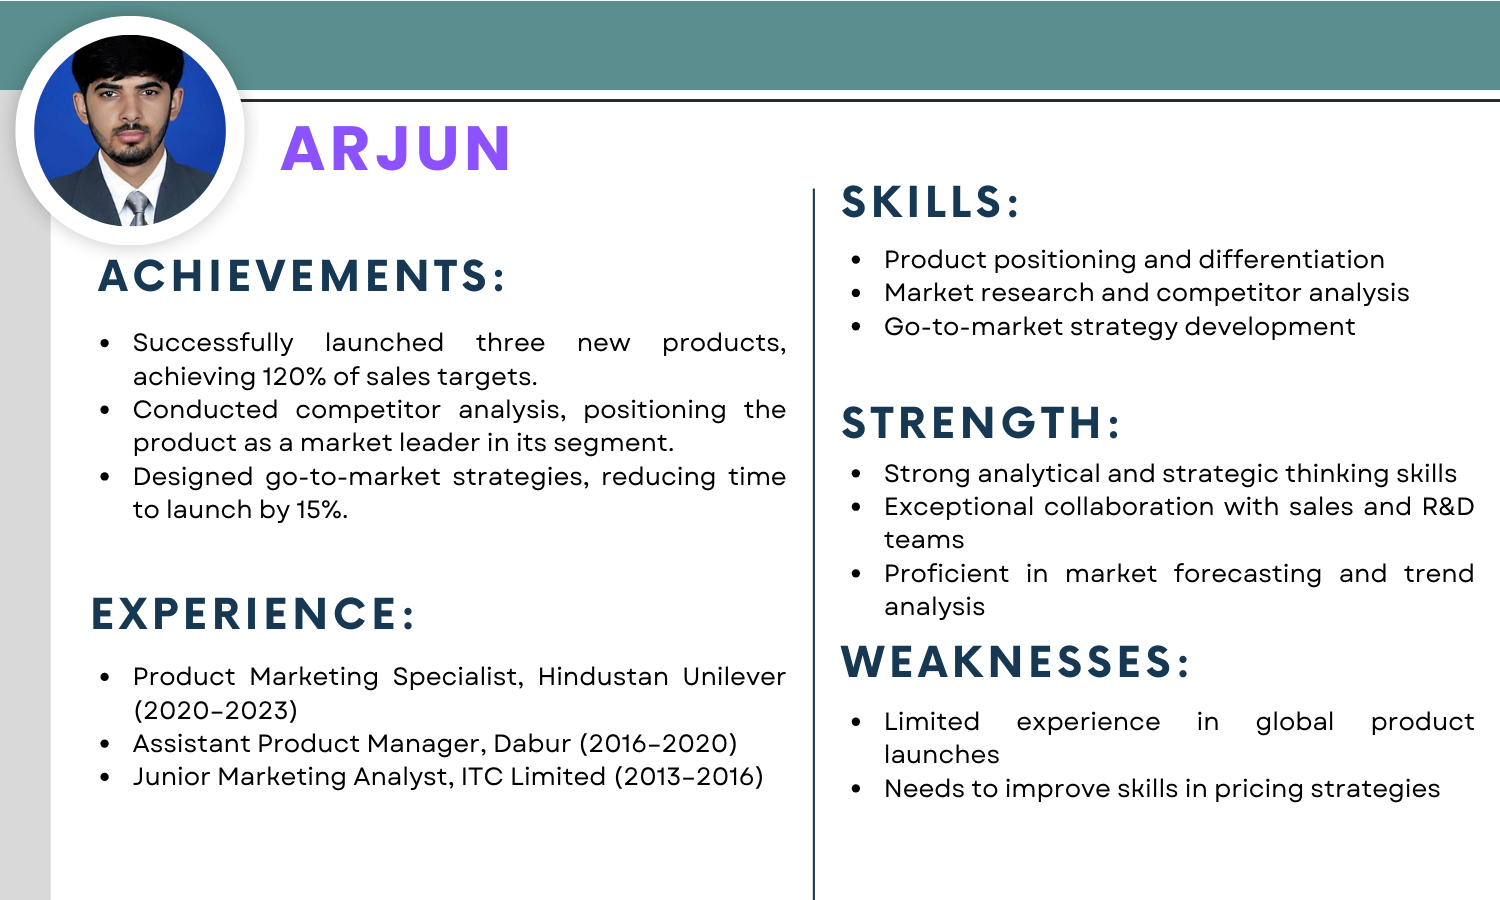 ARJUN
ACHIEVEMENTS:
• Successfully launched three new products,
achieving 120% of sales targets.
• Conducted competitor analysis, positioning the
product as a market leader in its segment.
• Designed go-to-market strategies, reducing time
to launch by 15%.
EXPERIENCE:
• Product Marketing Specialist, Hindustan Unilever
(2020–2023)
• Assistant Product Manager, Dabur (2016–2020)
• Junior Marketing Analyst, ITC Limited (2013–2016)
SKILLS:
• Product positioning and differentiation
• Market research and competitor analysis
• Go-to-market strategy development
STRENGTH:
• Strong analytical and strategic thinking skills
• Exceptional collaboration with sales and R&D
teams
• Proficient in market forecasting and trend
analysis
WEAKNESSES:
• Limited experience in global product
launches
• Needs to improve skills in pricing strategies